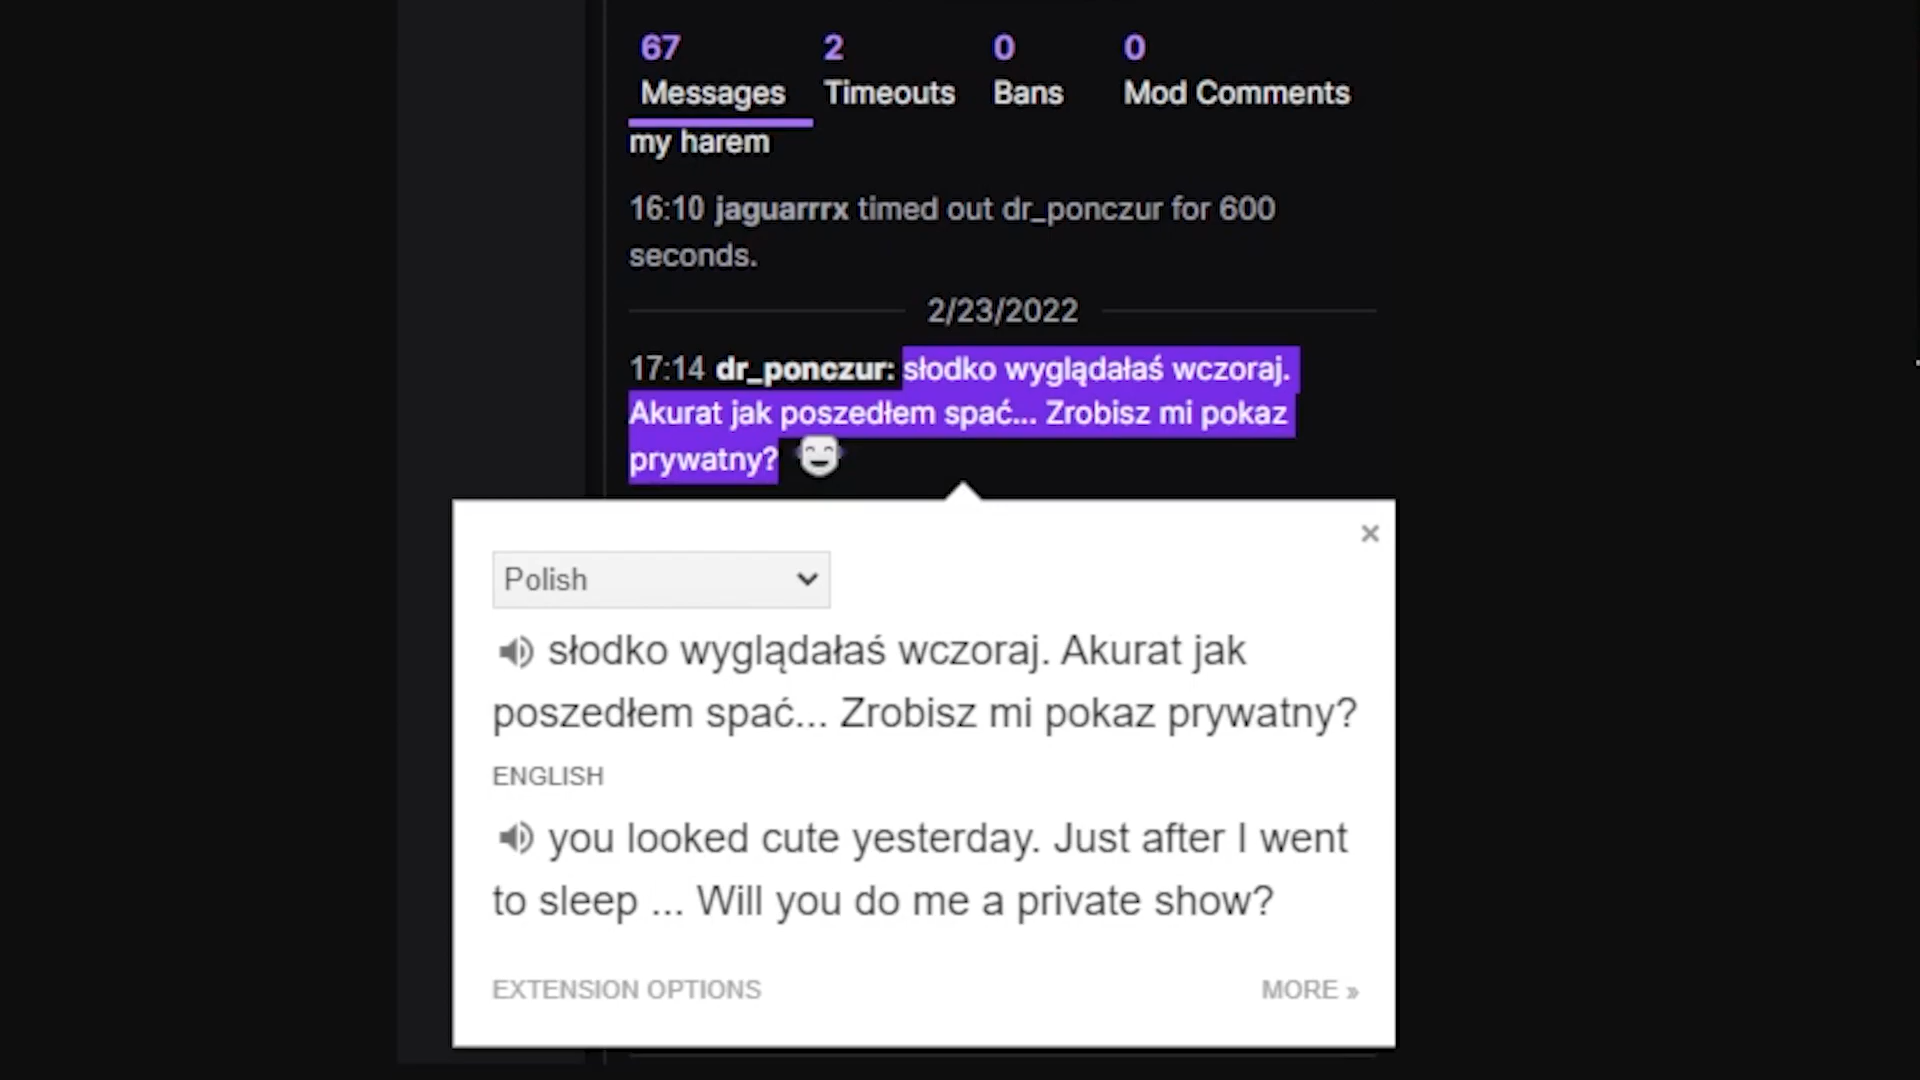 67 2 0 0
Messages Timeouts Bans Mod Comments
my harem
16:10 jaguarrrx timed out dr_ponczur for 600
seconds.
2/23/2022
17:14 dr_ponczur: słodko wyglądałaś wczoraj.
Akurat jak poszedłem spać... Zrobisz mi pokaz
prywatny?
Polish
słodko wyglądałaś wczoraj. Akurat jak
poszedłem spać... Zrobisz mi pokaz prywatny?
ENGLISH
you looked cute yesterday. Just after I went
to sleep ... Will you do me a private show?
EXTENSION OPTIONS MORE »